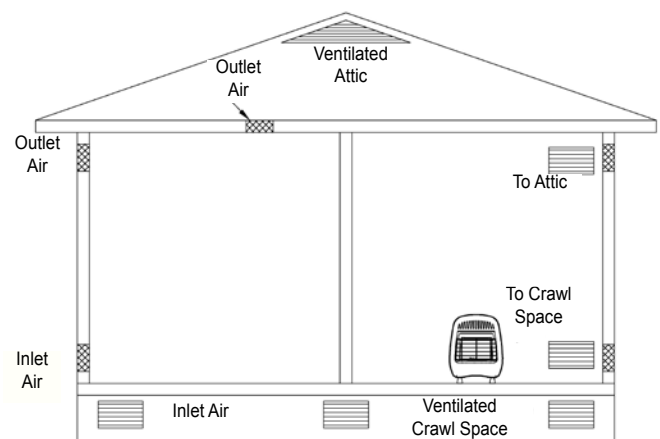 Ventilated
Attic
Outlet
Air
Outlet
Air
To Attic
To Crawl
Space
Inlet
Air
Inlet Air
Ventilated
Crawl Space